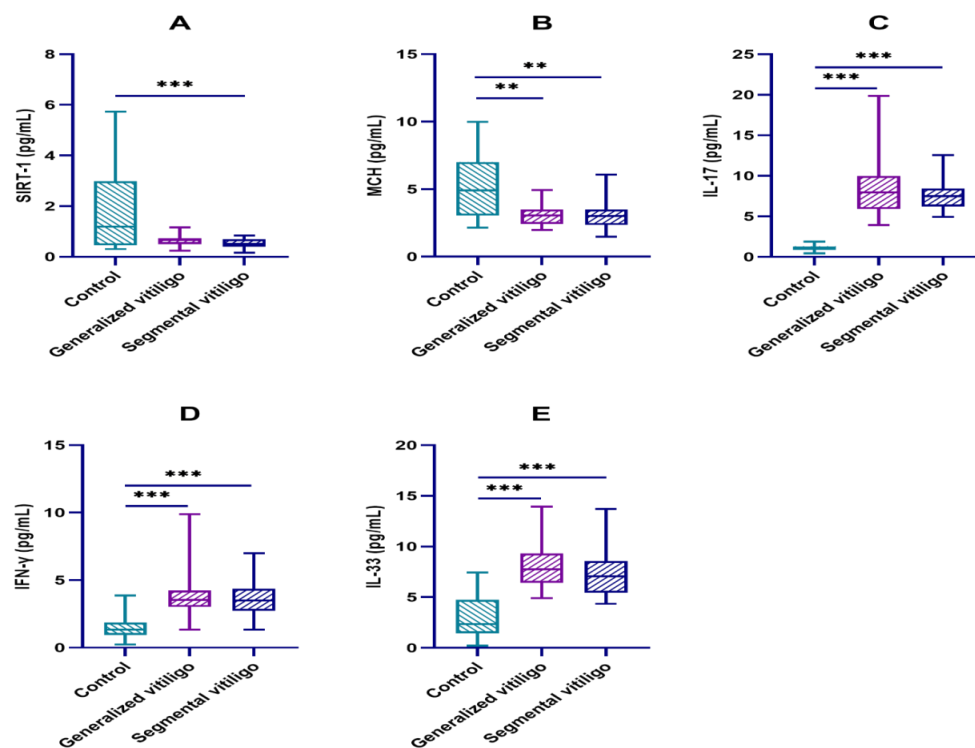 A
SIRT-1 (pg/mL)
8
6
4
2
0
***
Control
Generalized vitiligo
Segmental vitiligo
B
MCH (pg/mL)
15
10
5
0
**
**
Control
Generalized vitiligo
Segmental vitiligo
C
IL-17 (pg/mL)
25
20
15
10
5
0
***
***
Control
Generalized vitiligo
Segmental vitiligo
D
IFN-γ (pg/mL)
15
10
5
0
***
***
Control
Generalized vitiligo
Segmental vitiligo
E
IL-33 (pg/mL)
20
15
10
5
0
***
***
Control
Generalized vitiligo
Segmental vitiligo